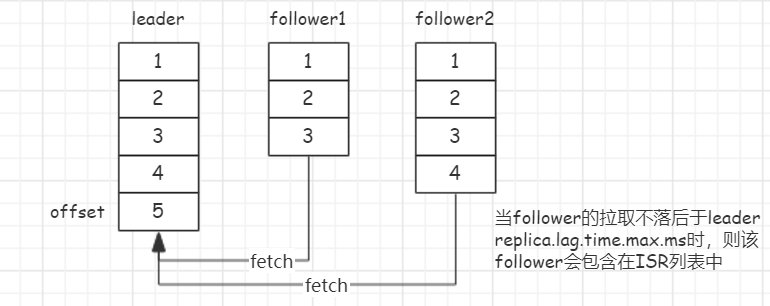 leader follower1 follower2
1 1 1
2 2 2
3 3 3
4 4
offset 5
当follower的拉取不落后于leader
replica.lag.time.max.ms时，则该
follower会包含在ISR列表中
fetch
fetch